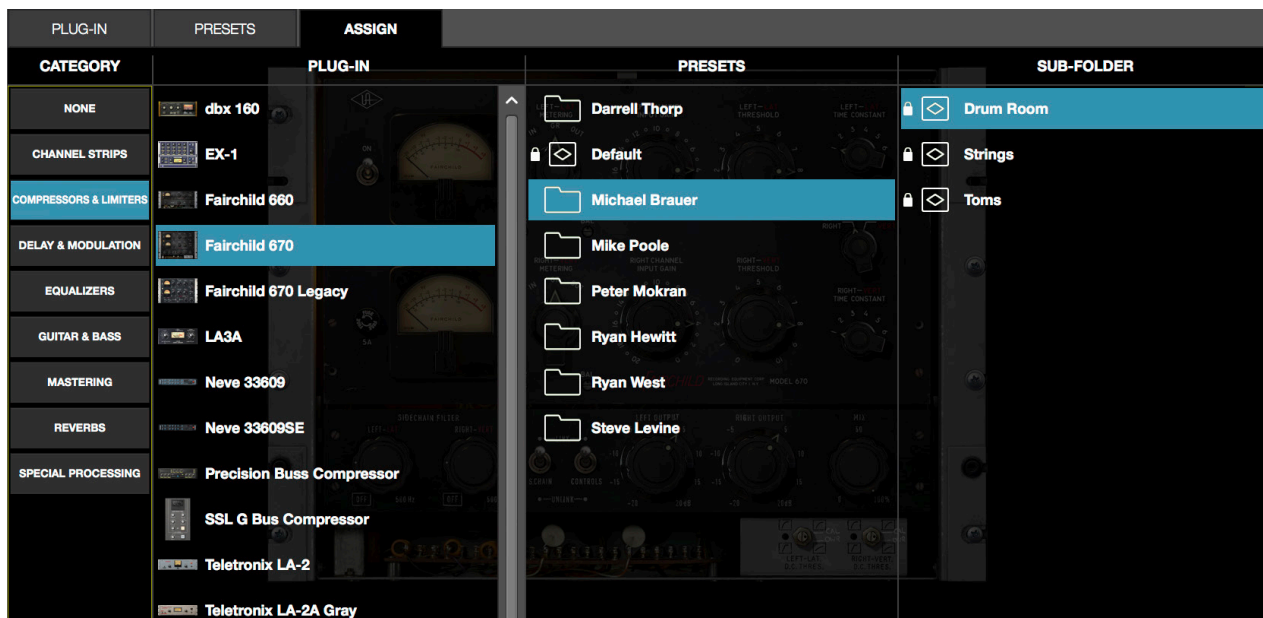 PLUG-IN PRESETS ASSIGN
CATEGORY PLUG-IN PRESETS SUB-FOLDER
NONE
CHANNEL STRIPS
COMPRESSORS & LIMITERS
DELAY & MODULATION
EQUALIZERS
GUITAR & BASS
MASTERING
REVERBS
SPECIAL PROCESSING
dbx 160
EX-1
Fairchild 660
Fairchild 670
Fairchild 670 Legacy
LA3A
Neve 33609
Neve 33609SE
Precision Buss Compressor
SSL G Bus Compressor
Teletronix LA-2
Teletronix LA-2A Gray
Darrell Thorp
Default
Michael Brauer
Mike Poole
Peter Mokran
Ryan Hewitt
Ryan West
Steve Levine
Drum Room
Strings
Toms